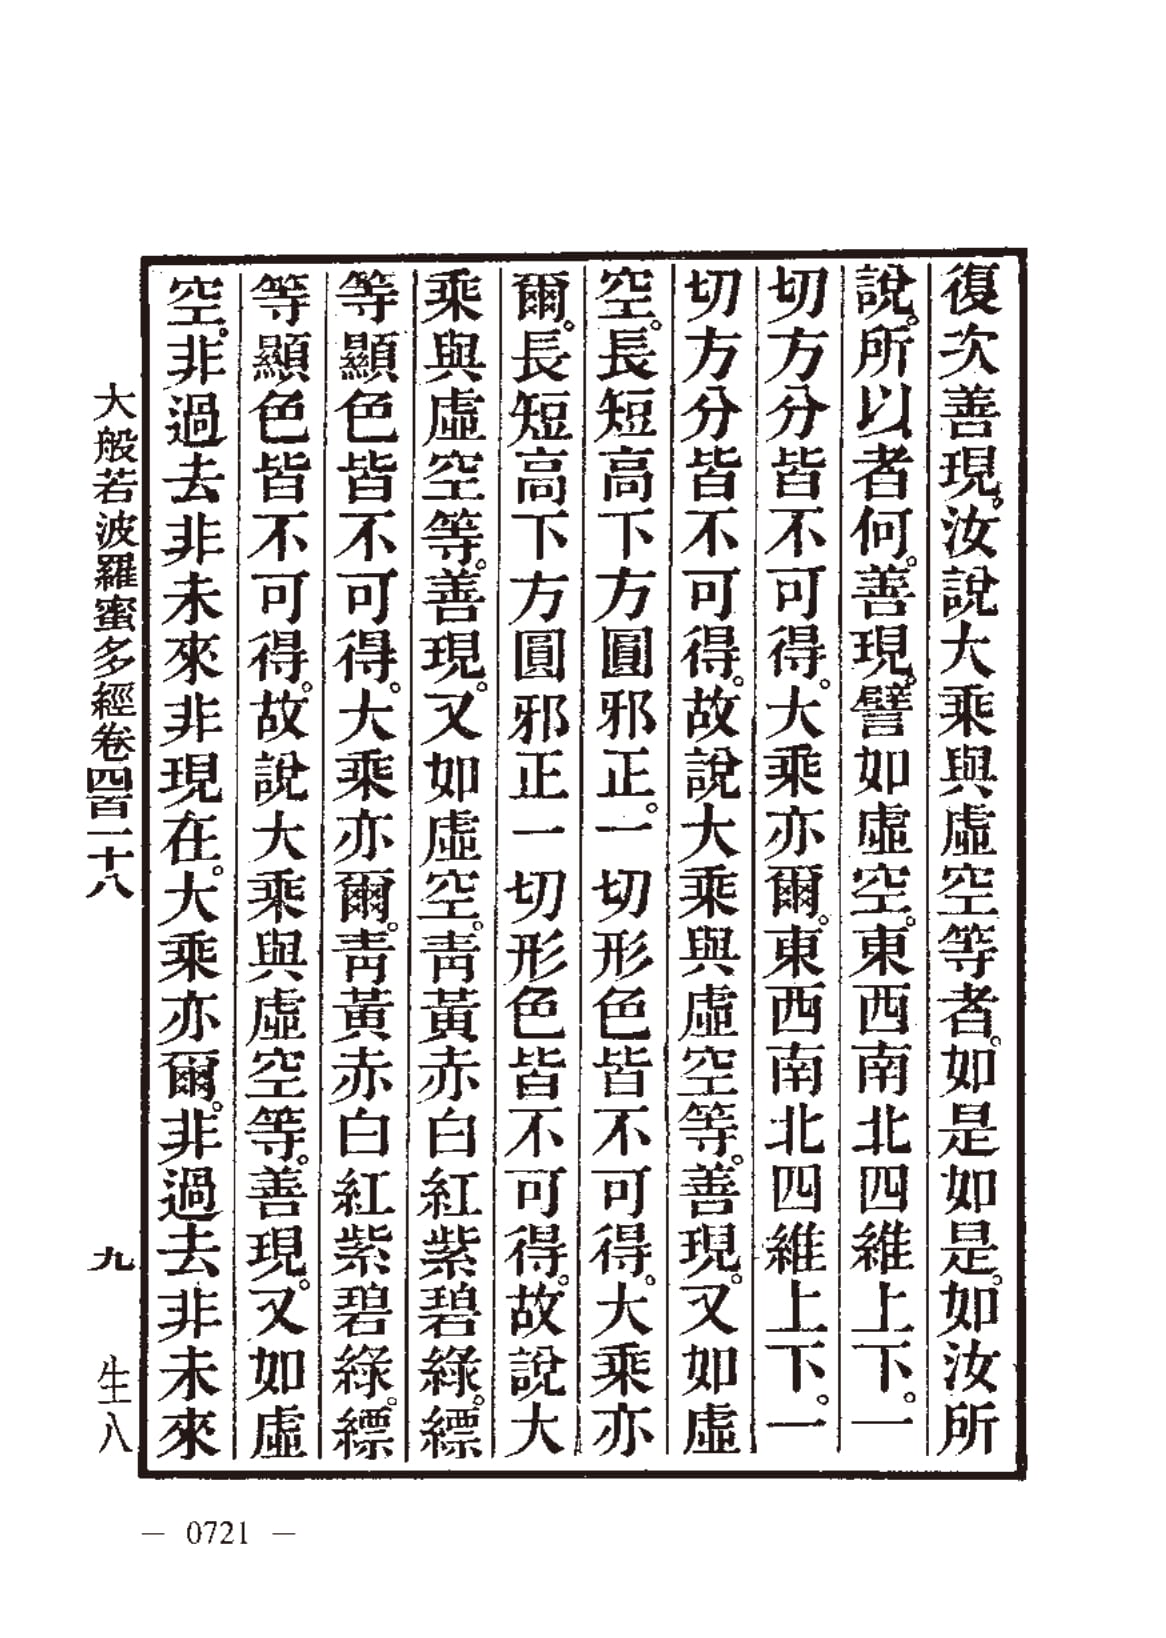 復次善現。汝說大乘與虛空等者。如是如是。如汝所
說。所以者何。善現。譬如虛空。東西南北四維上下。一
切方分皆不可得。大乘亦爾。東西南北四維上下。一
切方分皆不可得。故說大乘與虛空等。善現。又如虛
空。長短高下方圓邪正。一切形色皆不可得。大乘亦
爾。長短高下方圓邪正一切形色皆不可得。故說大
乘與虛空等。善現。又如虛空。靑黃赤白紅紫碧綠。縹
等顯色皆不可得。大乘亦爾。靑黃赤白紅紫碧綠。縹
等顯色皆不可得。故說大乘與虛空等。善現。又如虛
空。非過去非未來非現在。大乘亦爾。非過去非未來
大般若波羅蜜多經卷四百一十八 九 生八
— 0721 —